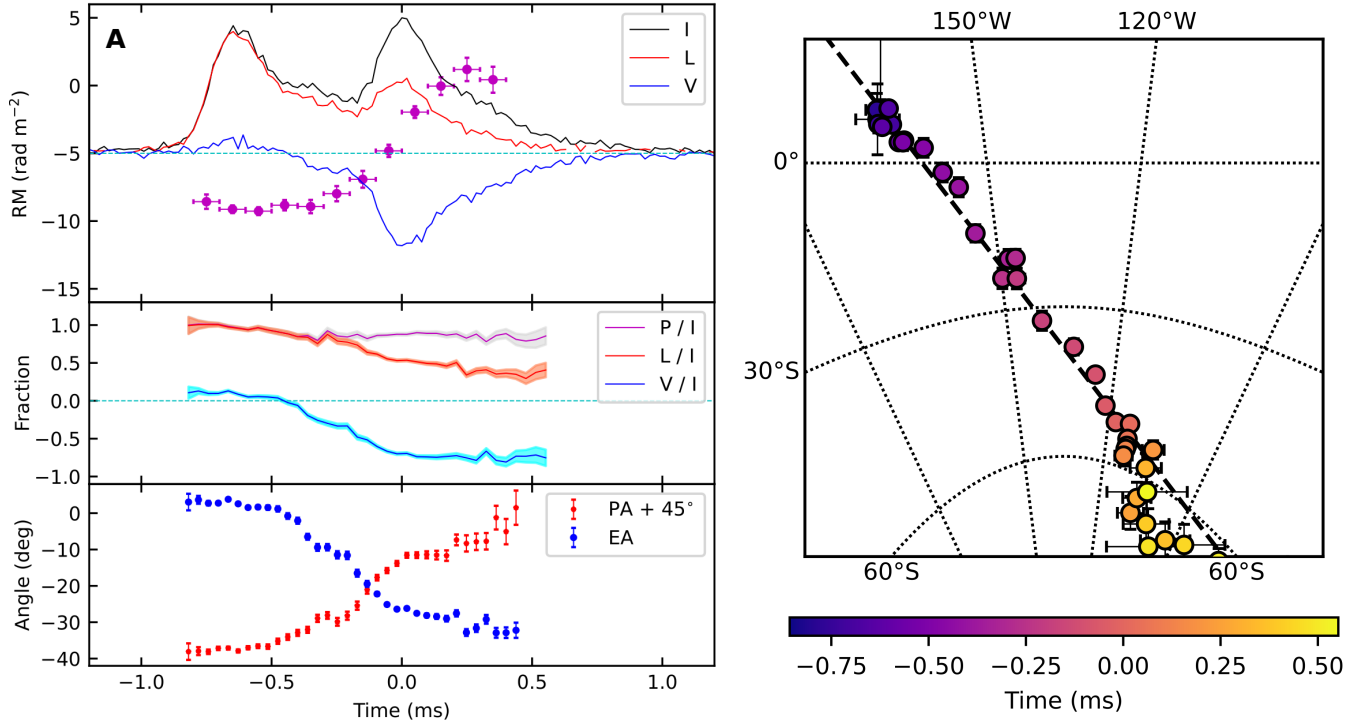 A
I
L
V
RM (rad m⁻²)
5
0
−5
−10
−15
P / I
L / I
V / I
Fraction
1.0
0.5
0.0
−0.5
−1.0
PA + 45°
EA
Angle (deg)
0
−10
−20
−30
−40
−1.0 −0.5 0.0 0.5 1.0
Time (ms)
150°W 120°W
0°
30°S
60°S 60°S
−0.75 −0.50 −0.25 0.00 0.25 0.50
Time (ms)